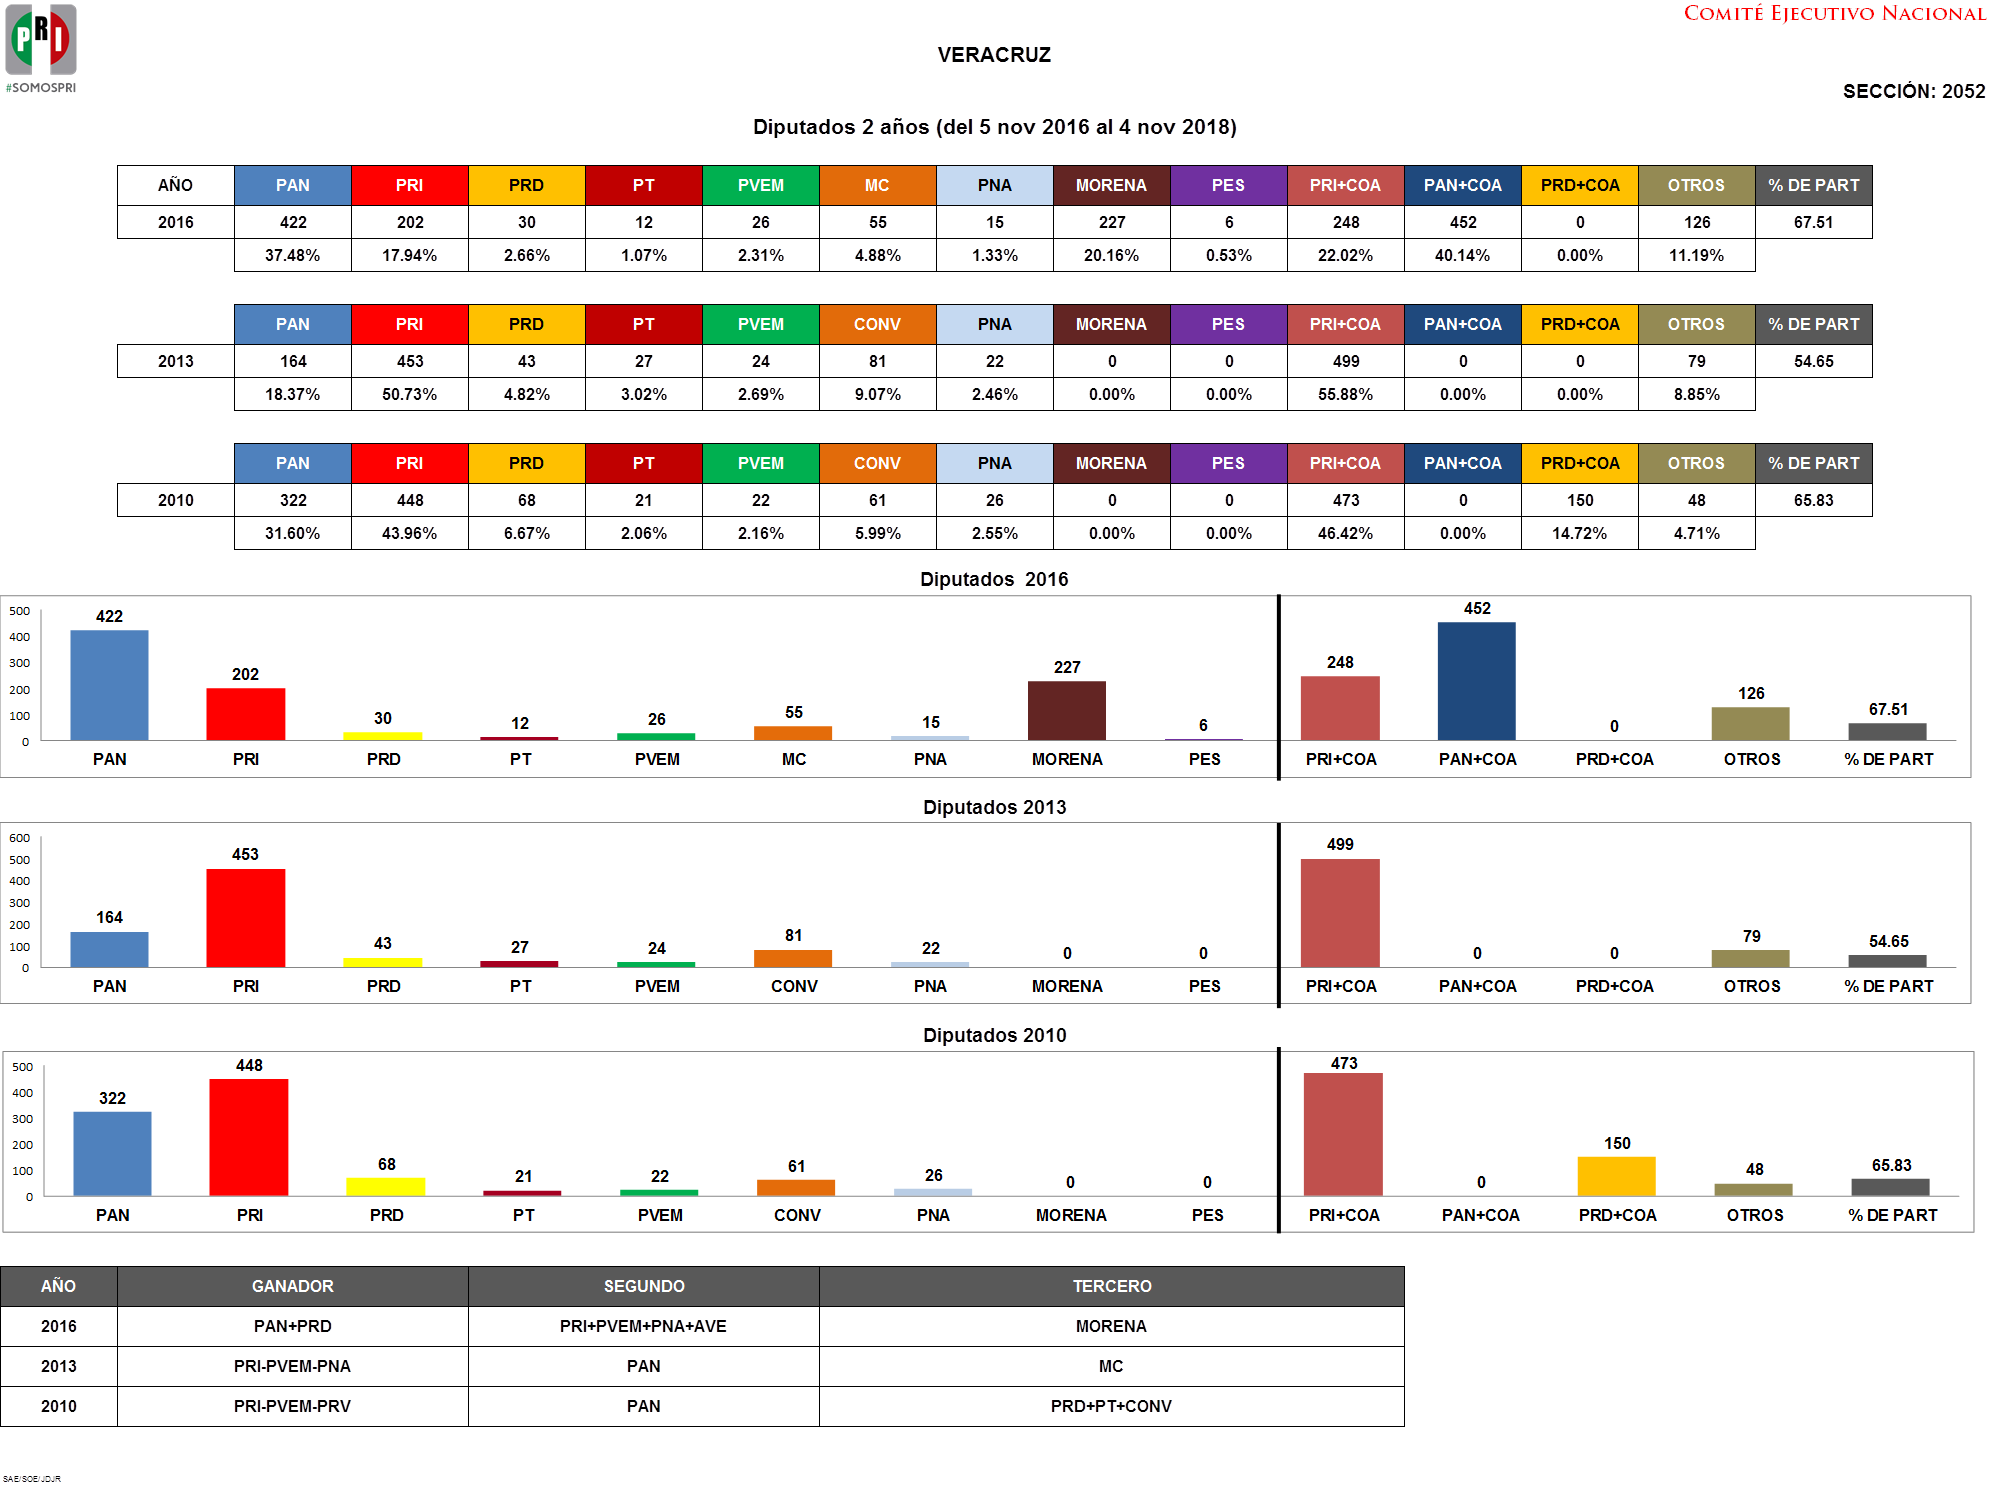 COMITÉ EJECUTIVO NACIONAL
PRI
#SOMOSPRI
VERACRUZ
SECCIÓN: 2052
Diputados 2 años (del 5 nov 2016 al 4 nov 2018)
AÑO PAN PRI PRD PT PVEM MC PNA MORENA PES PRI+COA PAN+COA PRD+COA OTROS % DE PART
2016 422 202 30 12 26 55 15 227 6 248 452 0 126 67.51
37.48% 17.94% 2.66% 1.07% 2.31% 4.88% 1.33% 20.16% 0.53% 22.02% 40.14% 0.00% 11.19%
PAN PRI PRD PT PVEM CONV PNA MORENA PES PRI+COA PAN+COA PRD+COA OTROS % DE PART
2013 164 453 43 27 24 81 22 0 0 499 0 0 79 54.65
18.37% 50.73% 4.82% 3.02% 2.69% 9.07% 2.46% 0.00% 0.00% 55.88% 0.00% 0.00% 8.85%
PAN PRI PRD PT PVEM CONV PNA MORENA PES PRI+COA PAN+COA PRD+COA OTROS % DE PART
2010 322 448 68 21 22 61 26 0 0 473 0 150 48 65.83
31.60% 43.96% 6.67% 2.06% 2.16% 5.99% 2.55% 0.00% 0.00% 46.42% 0.00% 14.72% 4.71%
Diputados 2016
500
400
300
200
100
0
422 202 30 12 26 55 15 227 6 248 452 0 126 67.51
PAN PRI PRD PT PVEM MC PNA MORENA PES PRI+COA PAN+COA PRD+COA OTROS % DE PART
Diputados 2013
600
500
400
300
200
100
0
164 453 43 27 24 81 22 0 0 499 0 0 79 54.65
PAN PRI PRD PT PVEM CONV PNA MORENA PES PRI+COA PAN+COA PRD+COA OTROS % DE PART
Diputados 2010
500
400
300
200
100
0
322 448 68 21 22 61 26 0 0 473 0 150 48 65.83
PAN PRI PRD PT PVEM CONV PNA MORENA PES PRI+COA PAN+COA PRD+COA OTROS % DE PART
AÑO GANADOR SEGUNDO TERCERO
2016 PAN+PRD PRI+PVEM+PNA+AVE MORENA
2013 PRI-PVEM-PNA PAN MC
2010 PRI-PVEM-PRV PAN PRD+PT+CONV
SAE/SOE/JDJR